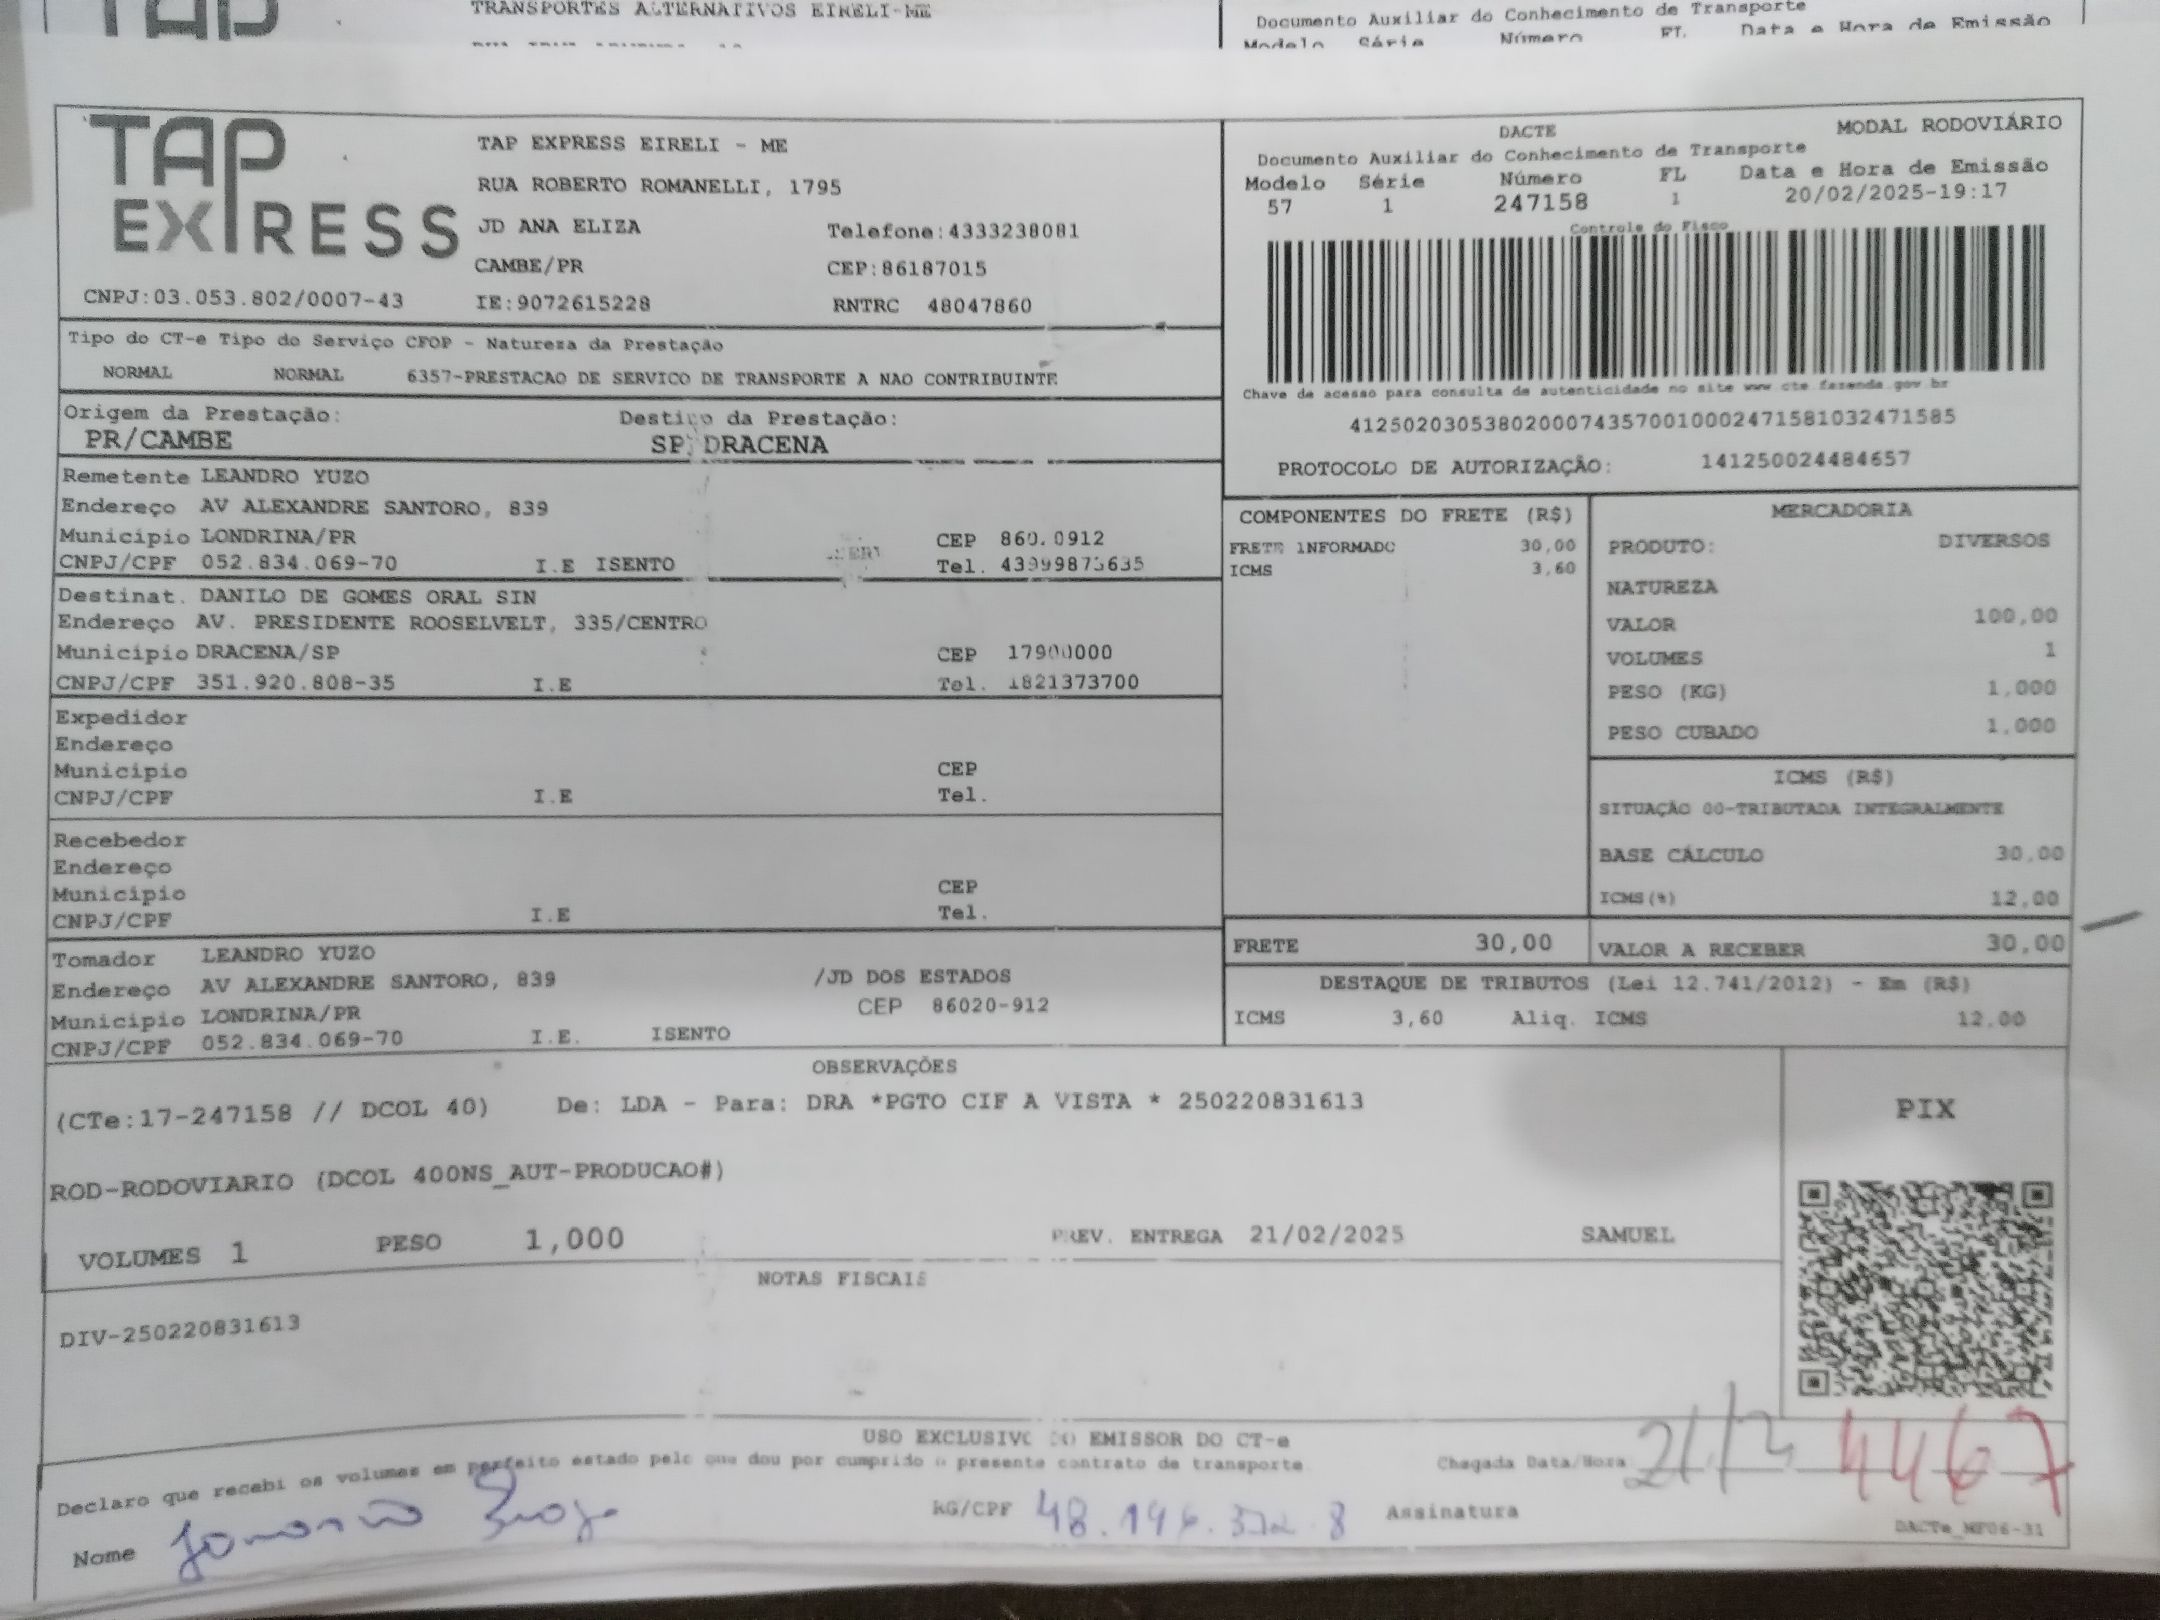 TAP
TRANSPORTES ALTERNATIVOS EIRELI-ME
Documento Auxiliar do Conhecimento de Transporte
Modelo Série Número FL Data e Hora de Emissão
TAP EXPRESS
TAP EXPRESS EIRELI - ME
RUA ROBERTO ROMANELLI, 1795
JD ANA ELIZA Telefone:4333238081
CAMBE/PR CEP:86187015
CNPJ:03.053.802/0007-43 IE:9072615228 RNTRC 48047860
DACTE MODAL RODOVIÁRIO
Documento Auxiliar do Conhecimento de Transporte
Modelo Série Número FL Data e Hora de Emissão
57 1 247158 1 20/02/2025-19:17
Controle do Fisco
Chave de acesso para consulta de autenticidade no site www cte.fazenda.gov.br
41250203053802000743570010002471581032471585
PROTOCOLO DE AUTORIZAÇÃO: 141250024484657
Tipo do CT-e Tipo do Serviço CFOP - Natureza da Prestação
NORMAL NORMAL 6357-PRESTACAO DE SERVICO DE TRANSPORTE A NAO CONTRIBUINTE
Origem da Prestação: Destino da Prestação:
PR/CAMBE SP/DRACENA
Remetente LEANDRO YUZO
Endereço AV ALEXANDRE SANTORO, 839
Municipio LONDRINA/PR CEP
CNPJ/CPF 052.834.069-70 I.E ISENTO Tel.
Destinat. DANILO DE GOMES ORAL SIN
Endereço AV. PRESIDENTE ROOSELVELT, 335/CENTRO
Municipio DRACENA/SP CEP 17900000
CNPJ/CPF 351.920.808-35 I.E Tel. 1821373700
Expedidor
Endereço
Municipio CEP
CNPJ/CPF I.E Tel.
Recebedor
Endereço
Municipio CEP
CNPJ/CPF I.E Tel.
Tomador LEANDRO YUZO
Endereço AV ALEXANDRE SANTORO, 839 /JD DOS ESTADOS
Municipio LONDRINA/PR CEP 86020-912
CNPJ/CPF 052.834.069-70 I.E. ISENTO
COMPONENTES DO FRETE (R$)
FRETE INFORMADO 30,00
ICMS 3,60
MERCADORIA
PRODUTO: DIVERSOS
NATUREZA
VALOR 100,00
VOLUMES 1
PESO (KG) 1,000
PESO CUBADO 1,000
ICMS (R$)
SITUAÇÃO 00-TRIBUTADA INTEGRALMENTE
BASE CÁLCULO 30,00
ICMS(%) 12,00
FRETE 30,00 VALOR A RECEBER 30,00
DESTAQUE DE TRIBUTOS (Lei 12.741/2012) - Em (R$)
ICMS 3,60 Aliq. ICMS 12,00
OBSERVAÇÕES
(CTe:17-247158 // DCOL 40) De: LDA - Para: DRA *PGTO CIF A VISTA * 250220831613
ROD-RODOVIARIO (DCOL 400NS_AUT-PRODUCAO#)
VOLUMES 1 PESO 1,000 PREV. ENTREGA 21/02/2025 SAMUEL
PIX
NOTAS FISCAIS
DIV-250220831613
USO EXCLUSIVO DO EMISSOR DO CT-e
Declaro que recebi os volumes em perfeito estado pelo que dou por cumprido o presente contrato de transporte.
Chegada Data/Hora 21/2 4467
Nome RG/CPF Assinatura
DACTe_MF06-31